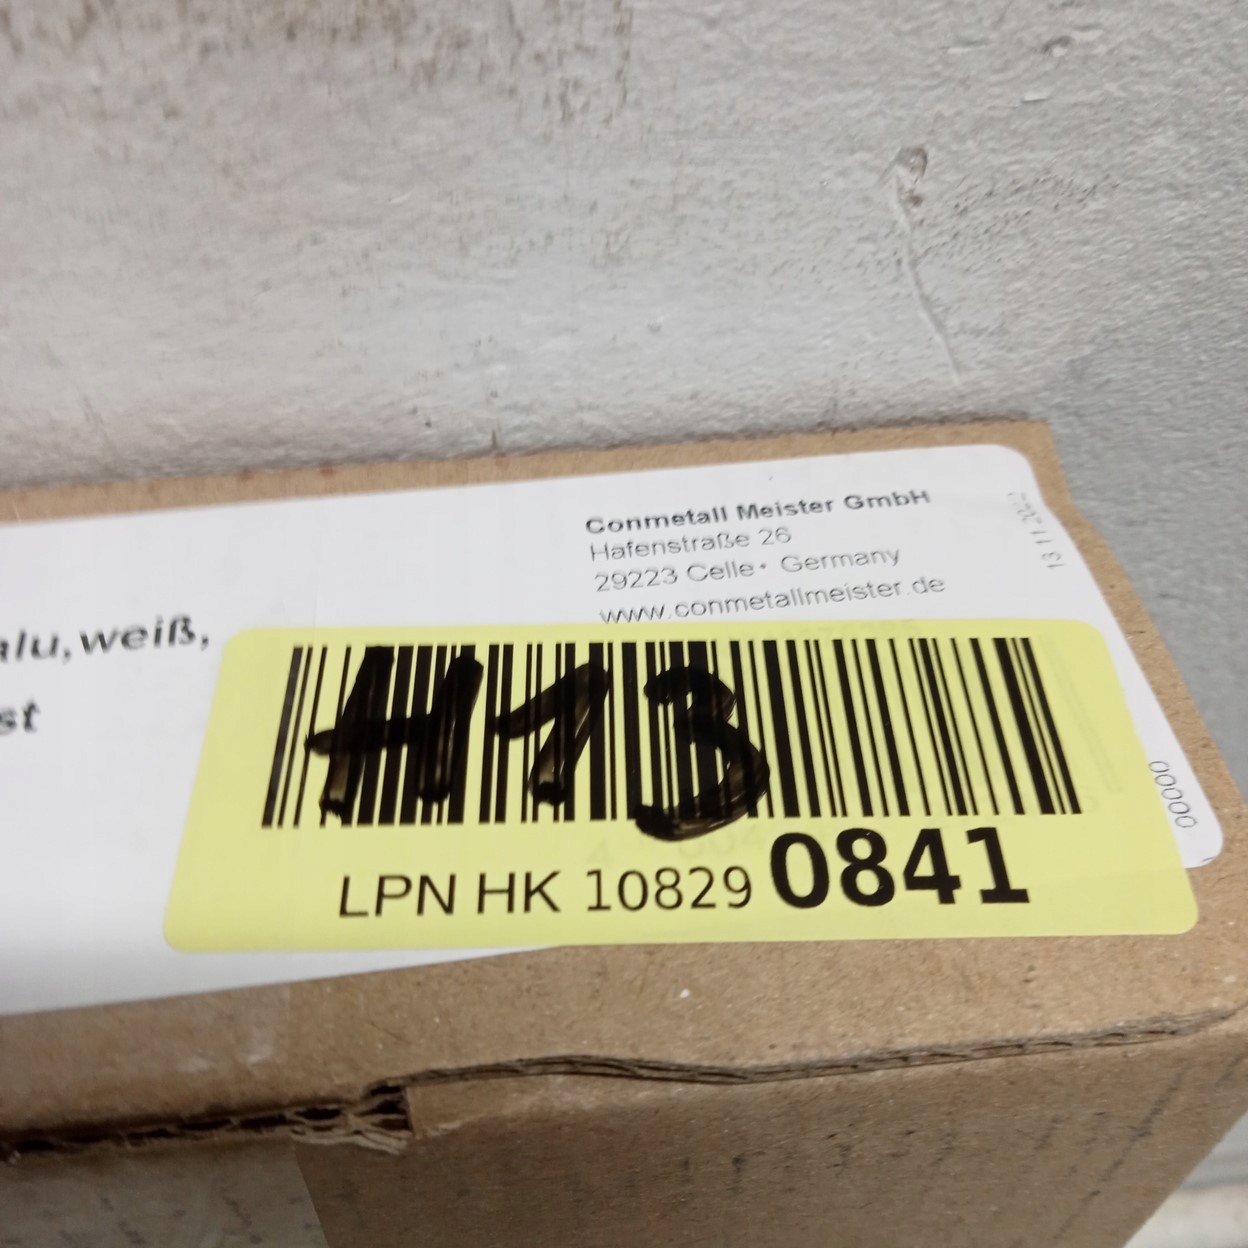 Conmetall Meister GmbH
Hafenstraße 26
29223 Celle • Germany
www.conmetallmeister.de
alu, weiß,
st
H13
LPN HK 10829 0841
00000